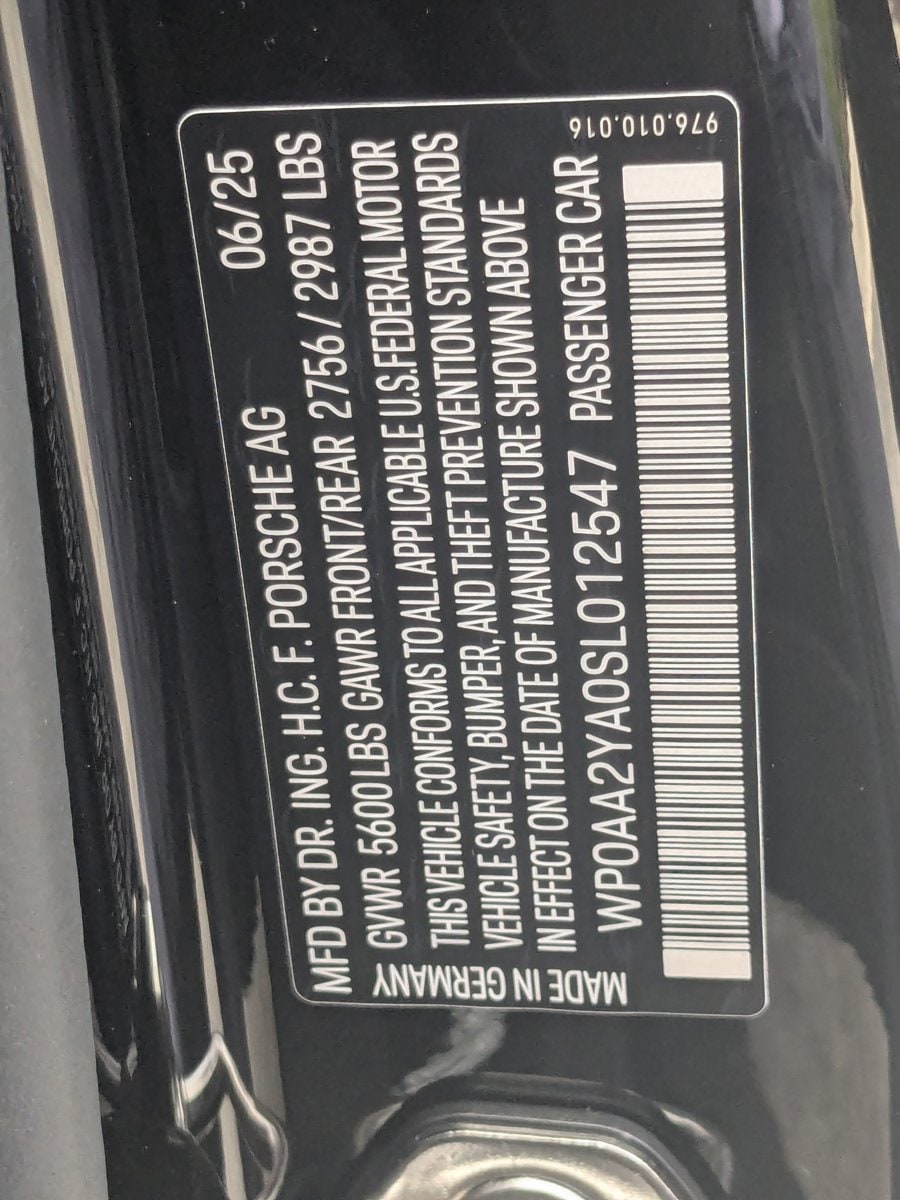 MFD BY DR. ING. H.C. F. PORSCHE AG 06/25
GVWR 5600 LBS GAWR FRONT/REAR 2756 / 2987 LBS
THIS VEHICLE CONFORMS TO ALL APPLICABLE U.S. FEDERAL MOTOR
VEHICLE SAFETY, BUMPER, AND THEFT PREVENTION STANDARDS
IN EFFECT ON THE DATE OF MANUFACTURE SHOWN ABOVE
WP0AA2YA0SL012547 PASSENGER CAR
MADE IN GERMANY
976.010.016